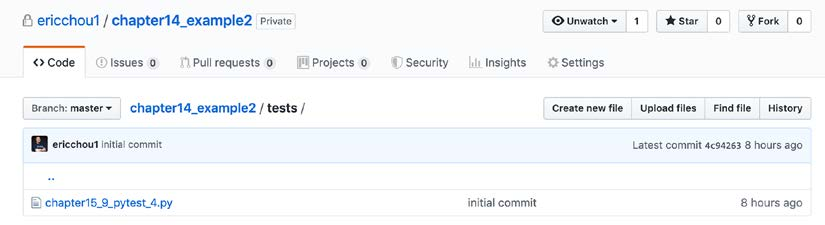 ericchou1 / chapter14_example2 Private Unwatch 1 Star 0 Fork 0
Code Issues 0 Pull requests 0 Projects 0 Security Insights Settings
Branch: master chapter14_example2 / tests / Create new file Upload files Find file History
ericchou1 initial commit Latest commit 4c94263 8 hours ago
..
chapter15_9_pytest_4.py initial commit 8 hours ago